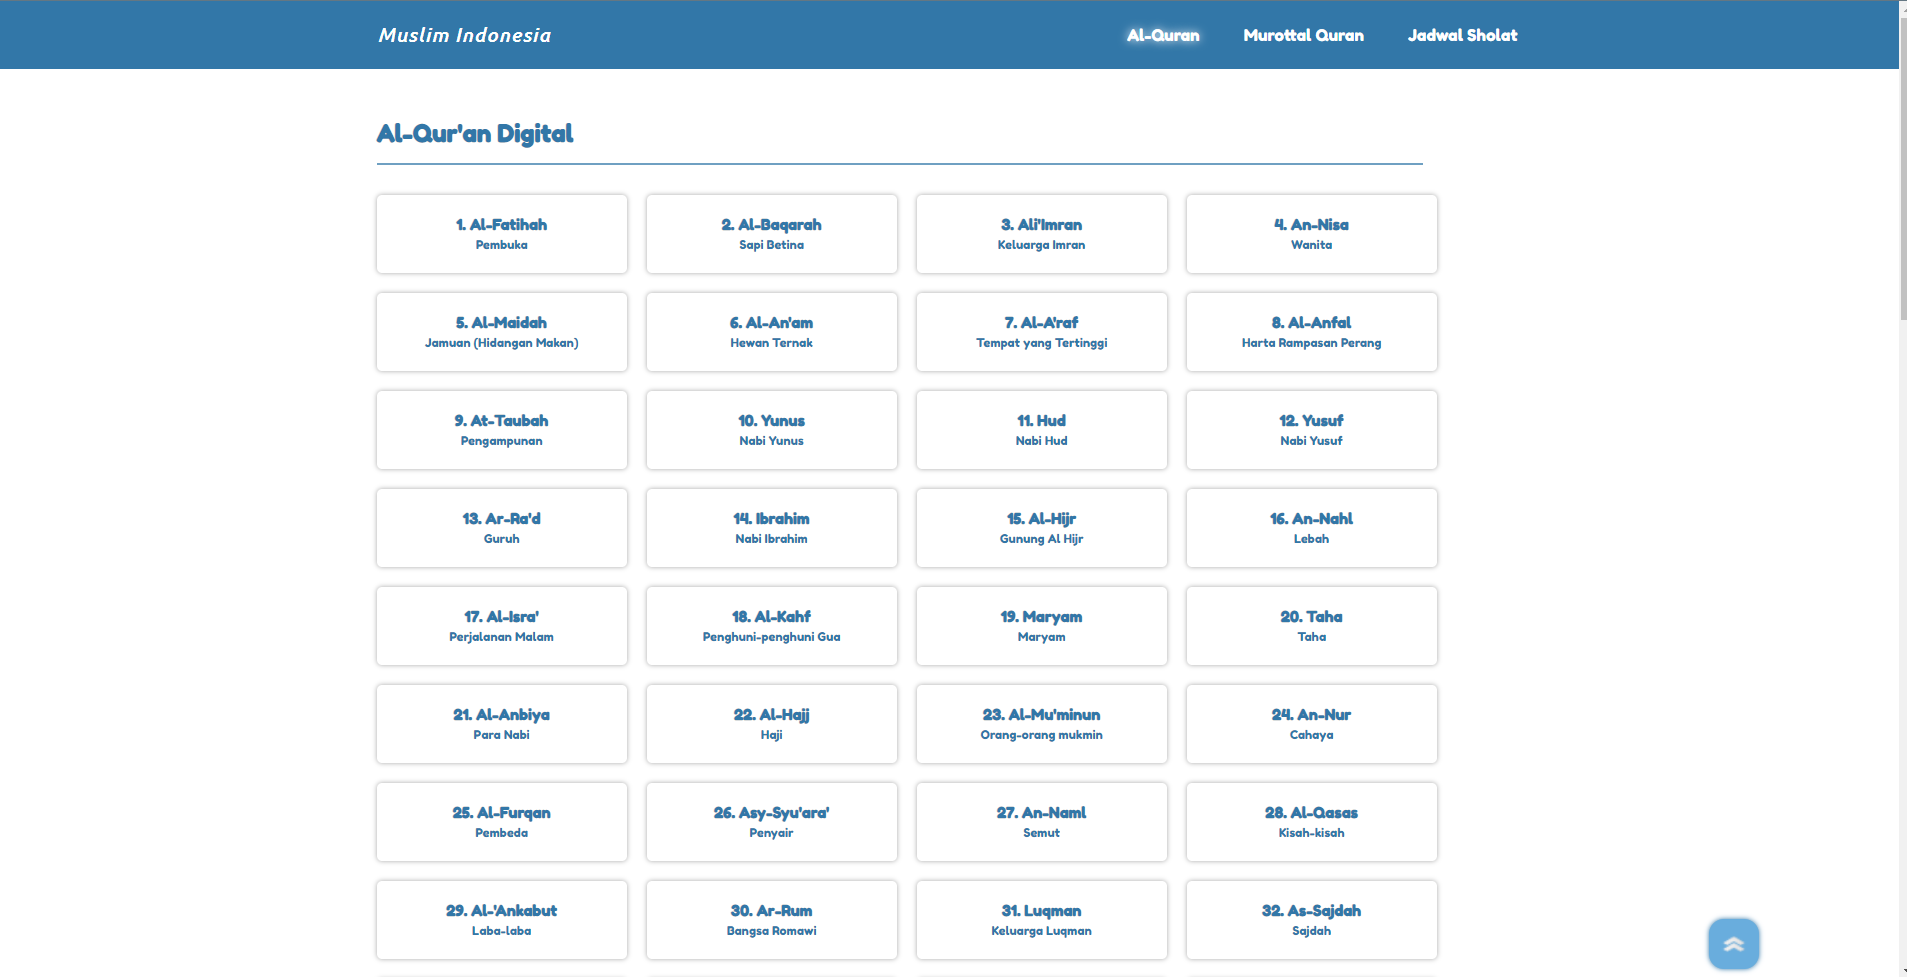 Muslim Indonesia
Al-Quran Murottal Quran Jadwal Sholat
Al-Qur'an Digital
1. Al-Fatihah
Pembuka
2. Al-Baqarah
Sapi Betina
3. Ali'Imran
Keluarga Imran
4. An-Nisa
Wanita
5. Al-Maidah
Jamuan (Hidangan Makan)
6. Al-An'am
Hewan Ternak
7. Al-A'raf
Tempat yang Tertinggi
8. Al-Anfal
Harta Rampasan Perang
9. At-Taubah
Pengampunan
10. Yunus
Nabi Yunus
11. Hud
Nabi Hud
12. Yusuf
Nabi Yusuf
13. Ar-Ra'd
Guruh
14. Ibrahim
Nabi Ibrahim
15. Al-Hijr
Gunung Al Hijr
16. An-Nahl
Lebah
17. Al-Isra'
Perjalanan Malam
18. Al-Kahf
Penghuni-penghuni Gua
19. Maryam
Maryam
20. Taha
Taha
21. Al-Anbiya
Para Nabi
22. Al-Hajj
Haji
23. Al-Mu'minun
Orang-orang mukmin
24. An-Nur
Cahaya
25. Al-Furqan
Pembeda
26. Asy-Syu'ara'
Penyair
27. An-Naml
Semut
28. Al-Qasas
Kisah-kisah
29. Al-'Ankabut
Laba-laba
30. Ar-Rum
Bangsa Romawi
31. Luqman
Keluarga Luqman
32. As-Sajdah
Sajdah